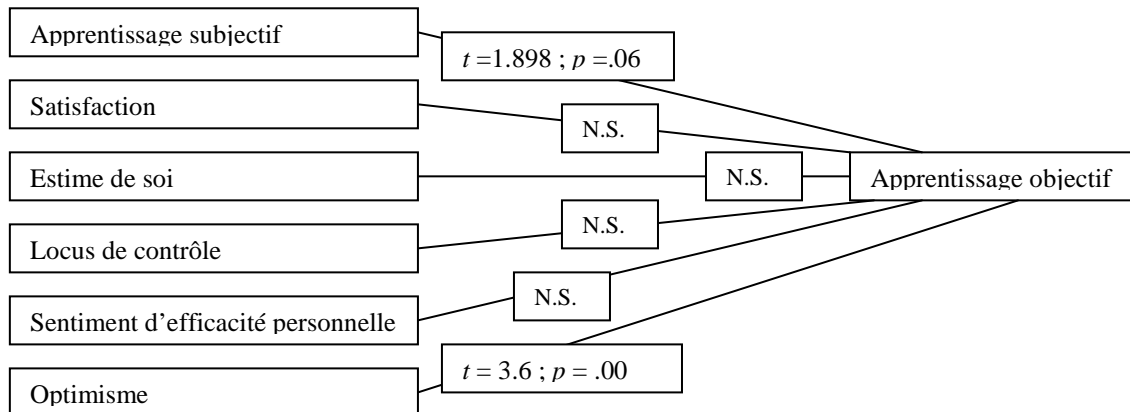 Apprentissage subjectif
t =1.898 ; p =.06
Satisfaction
N.S.
Estime de soi
N.S.
Apprentissage objectif
Locus de contrôle
N.S.
Sentiment d’efficacité personnelle
N.S.
Optimisme
t = 3.6 ; p = .00